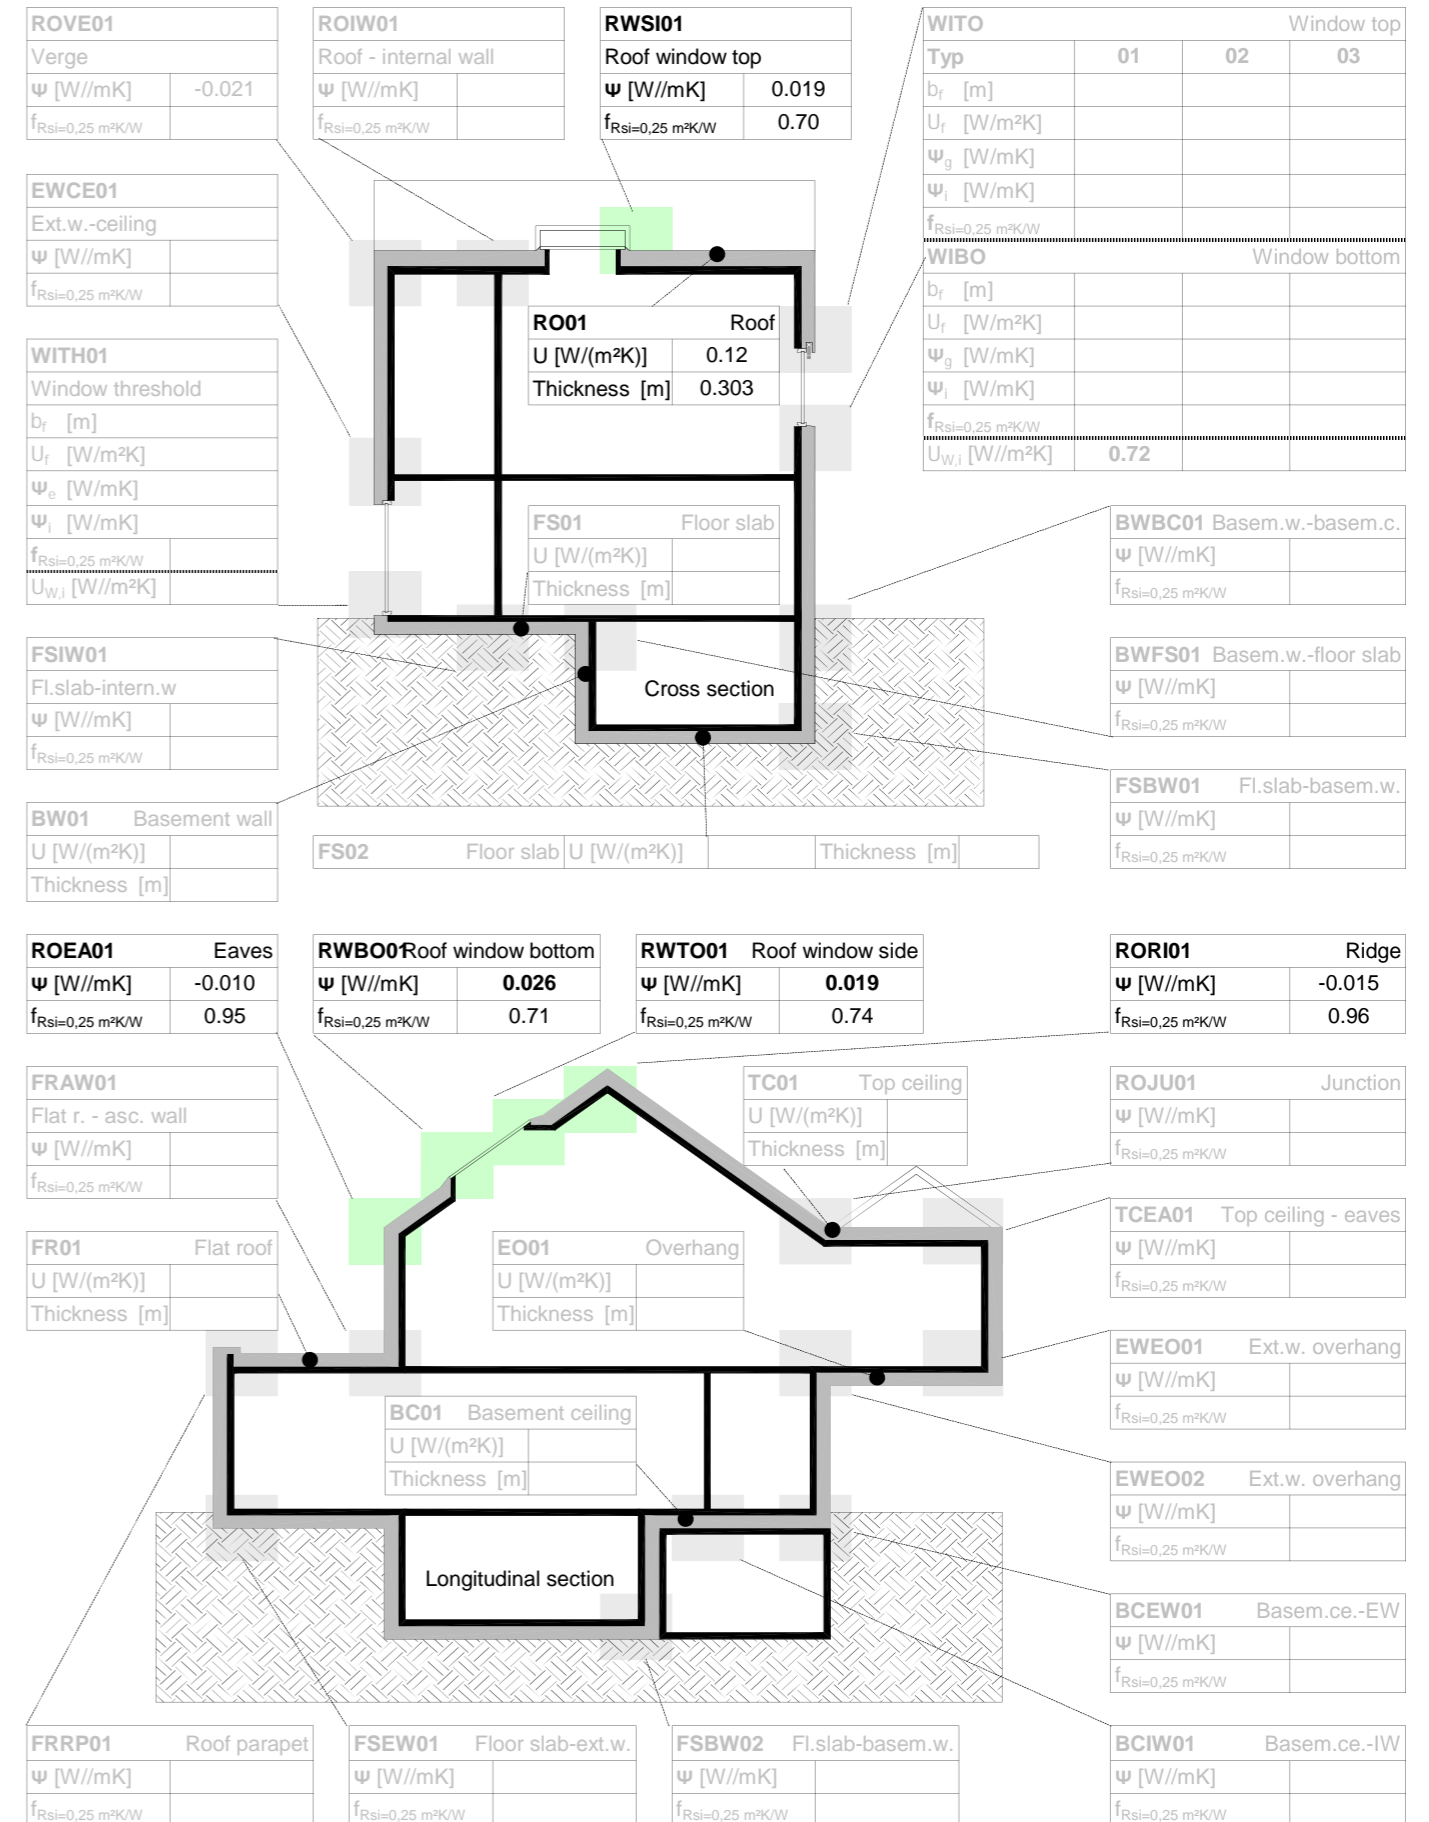 ROVE01
Verge
Ψ [W//mK] -0.021
fRsi=0,25 m²K/W
ROIW01
Roof - internal wall
Ψ [W//mK]
fRsi=0,25 m²K/W
RWSI01
Roof window top
Ψ [W//mK] 0.019
fRsi=0,25 m²K/W 0.70
WITO Window top
Typ 01 02 03
bf [m]
Uf [W/m²K]
Ψg [W/mK]
Ψi [W/mK]
fRsi=0,25 m²K/W
WIBO Window bottom
bf [m]
Uf [W/m²K]
Ψg [W/mK]
Ψi [W/mK]
fRsi=0,25 m²K/W
UW,i [W//m²K] 0.72
EWCE01
Ext.w.-ceiling
Ψ [W//mK]
fRsi=0,25 m²K/W
RO01 Roof
U [W/(m²K)] 0.12
Thickness [m] 0.303
WITH01
Window threshold
bf [m]
Uf [W/m²K]
Ψe [W/mK]
Ψi [W/mK]
fRsi=0,25 m²K/W
UW,i [W//m²K]
FS01 Floor slab
U [W/(m²K)]
Thickness [m]
BWBC01 Basem.w.-basem.c.
Ψ [W//mK]
fRsi=0,25 m²K/W
FSIW01
Fl.slab-intern.w
Ψ [W//mK]
fRsi=0,25 m²K/W
Cross section
BWFS01 Basem.w.-floor slab
Ψ [W//mK]
fRsi=0,25 m²K/W
FSBW01 Fl.slab-basem.w.
Ψ [W//mK]
fRsi=0,25 m²K/W
BW01 Basement wall
U [W/(m²K)]
Thickness [m]
FS02 Floor slab U [W/(m²K)] Thickness [m]
ROEA01 Eaves
Ψ [W//mK] -0.010
fRsi=0,25 m²K/W 0.95
RWBO01 Roof window bottom
Ψ [W//mK] 0.026
fRsi=0,25 m²K/W 0.71
RWTO01 Roof window side
Ψ [W//mK] 0.019
fRsi=0,25 m²K/W 0.74
RORI01 Ridge
Ψ [W//mK] -0.015
fRsi=0,25 m²K/W 0.96
FRAW01
Flat r. - asc. wall
Ψ [W//mK]
fRsi=0,25 m²K/W
TC01 Top ceiling
U [W/(m²K)]
Thickness [m]
ROJU01 Junction
Ψ [W//mK]
fRsi=0,25 m²K/W
TCEA01 Top ceiling - eaves
Ψ [W//mK]
fRsi=0,25 m²K/W
FR01 Flat roof
U [W/(m²K)]
Thickness [m]
EO01 Overhang
U [W/(m²K)]
Thickness [m]
EWEO01 Ext.w. overhang
Ψ [W//mK]
fRsi=0,25 m²K/W
BC01 Basement ceiling
U [W/(m²K)]
Thickness [m]
EWEO02 Ext.w. overhang
Ψ [W//mK]
fRsi=0,25 m²K/W
Longitudinal section
BCEW01 Basem.ce.-EW
Ψ [W//mK]
fRsi=0,25 m²K/W
FRRP01 Roof parapet
Ψ [W//mK]
fRsi=0,25 m²K/W
FSEW01 Floor slab-ext.w.
Ψ [W//mK]
fRsi=0,25 m²K/W
FSBW02 Fl.slab-basem.w.
Ψ [W//mK]
fRsi=0,25 m²K/W
BCIW01 Basem.ce.-IW
Ψ [W//mK]
fRsi=0,25 m²K/W